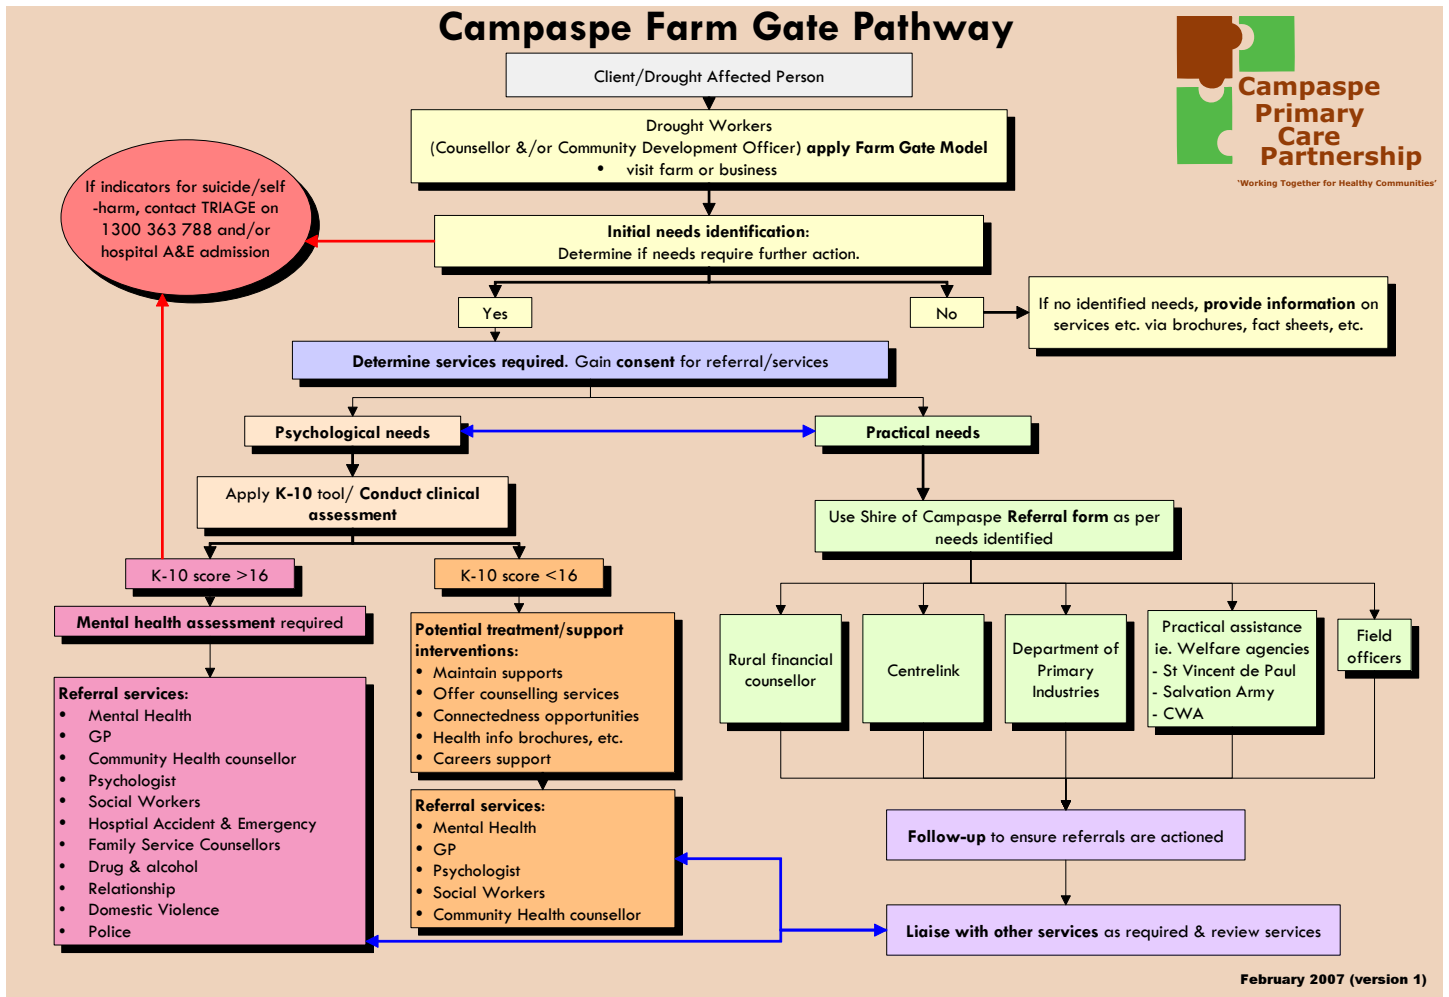 Campaspe Farm Gate Pathway
Campaspe
Primary
Care
Partnership
'Working Together for Healthy Communities'
Client/Drought Affected Person
Drought Workers
(Counsellor &/or Community Development Officer) apply Farm Gate Model
• visit farm or business
If indicators for suicide/self
-harm, contact TRIAGE on
1300 363 788 and/or
hospital A&E admission
Initial needs identification:
Determine if needs require further action.
Yes
No
If no identified needs, provide information on
services etc. via brochures, fact sheets, etc.
Determine services required. Gain consent for referral/services
Psychological needs
Practical needs
Apply K-10 tool/ Conduct clinical
assessment
Use Shire of Campaspe Referral form as per
needs identified
K-10 score >16
K-10 score <16
Mental health assessment required
Potential treatment/support
interventions:
• Maintain supports
• Offer counselling services
• Connectedness opportunities
• Health info brochures, etc.
• Careers support
Rural financial
counsellor
Centrelink
Department of
Primary
Industries
Practical assistance
ie. Welfare agencies
- St Vincent de Paul
- Salvation Army
- CWA
Field
officers
Referral services:
• Mental Health
• GP
• Community Health counsellor
• Psychologist
• Social Workers
• Hosptial Accident & Emergency
• Family Service Counsellors
• Drug & alcohol
• Relationship
• Domestic Violence
• Police
Referral services:
• Mental Health
• GP
• Psychologist
• Social Workers
• Community Health counsellor
Follow-up to ensure referrals are actioned
Liaise with other services as required & review services
February 2007 (version 1)